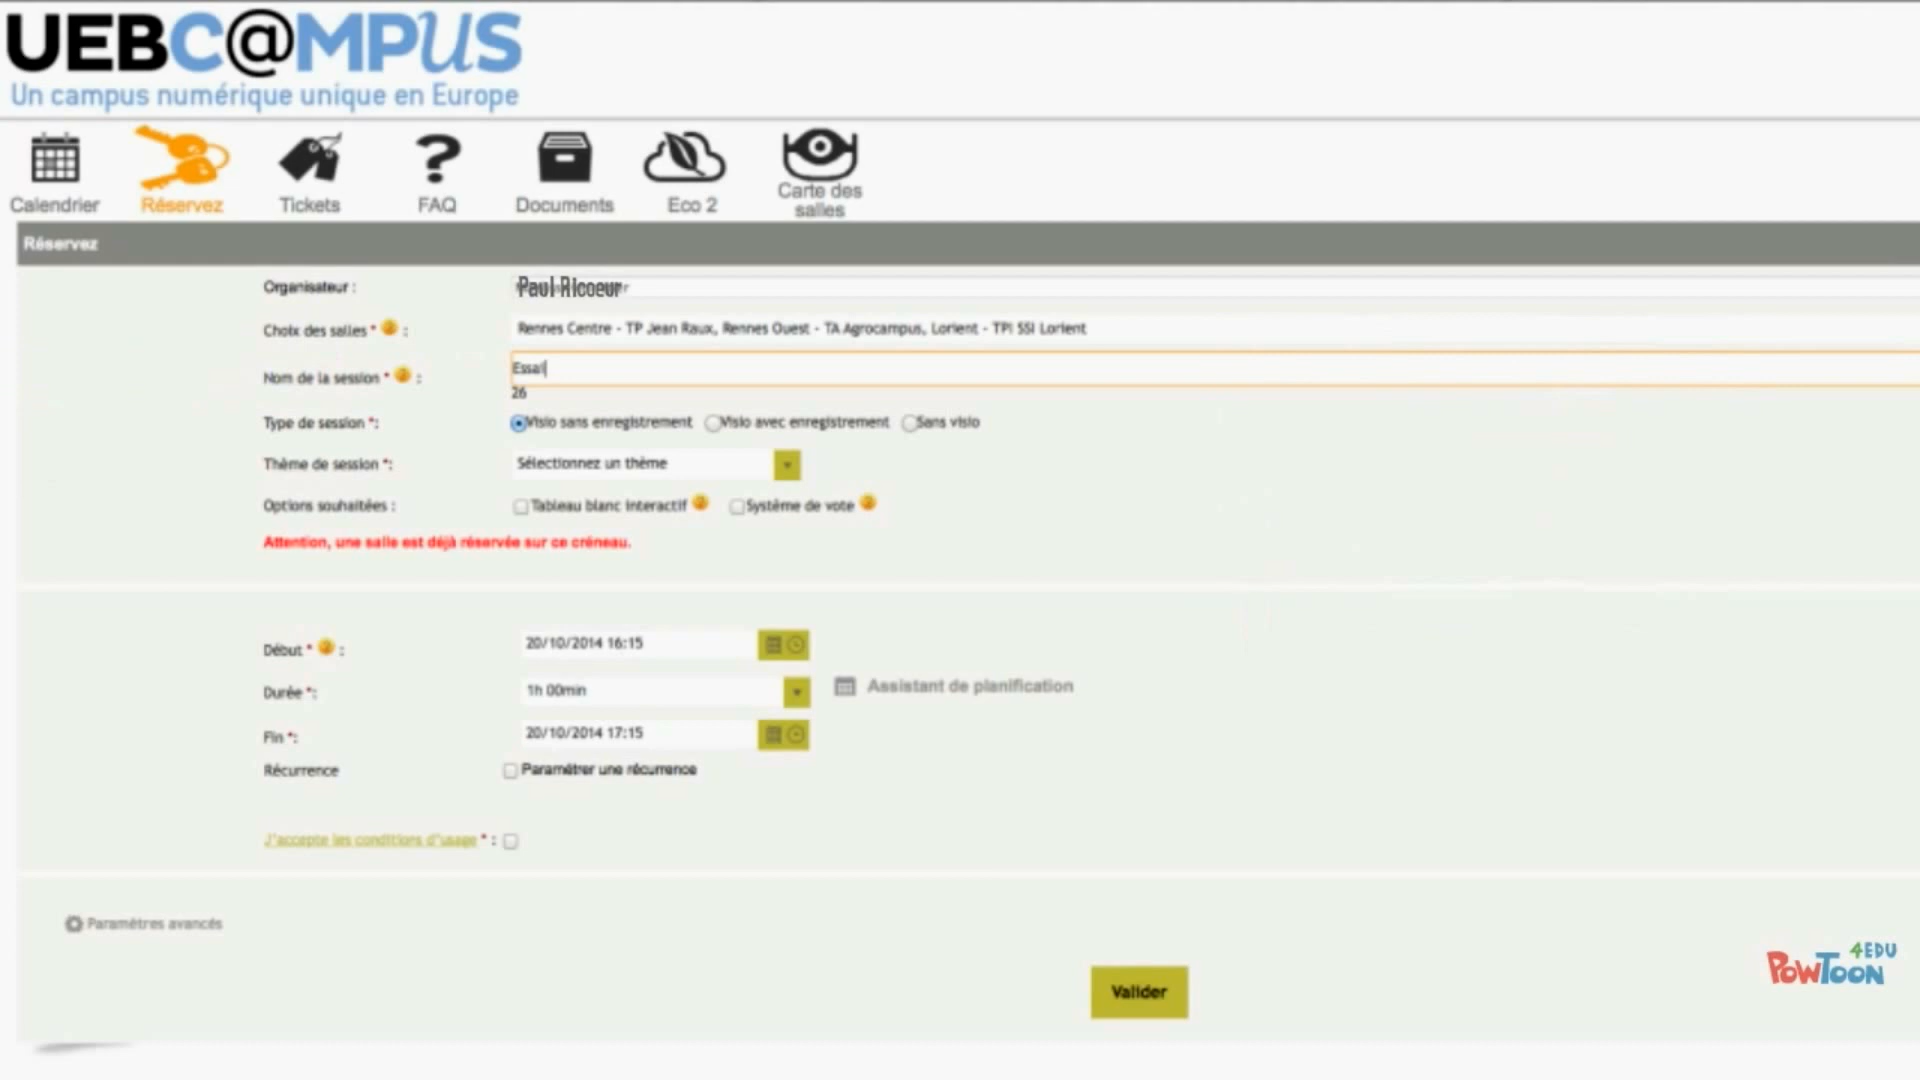 UEBC@MPUS
Un campus numérique unique en Europe
Calendrier Réservez Tickets FAQ Documents Eco 2 Carte des salles
Réservez
Organisateur : Paul Ricoeur
Choix des salles * : Rennes Centre - TP Jean Raux, Rennes Ouest - TA Agrocampus, Lorient - TPI SSI Lorient
Nom de la session * : Essai
26
Type de session *: Visio sans enregistrement Visio avec enregistrement Sans visio
Thème de session *: Sélectionnez un thème
Options souhaitées : Tableau blanc interactif Système de vote
Attention, une salle est déjà réservée sur ce créneau.
Début * : 20/10/2014 16:15
Durée *: 1h 00min Assistant de planification
Fin *: 20/10/2014 17:15
Récurrence Paramétrer une récurrence
J'accepte les conditions d'usage * :
Paramètres avancés
Valider
POWTOON 4EDU